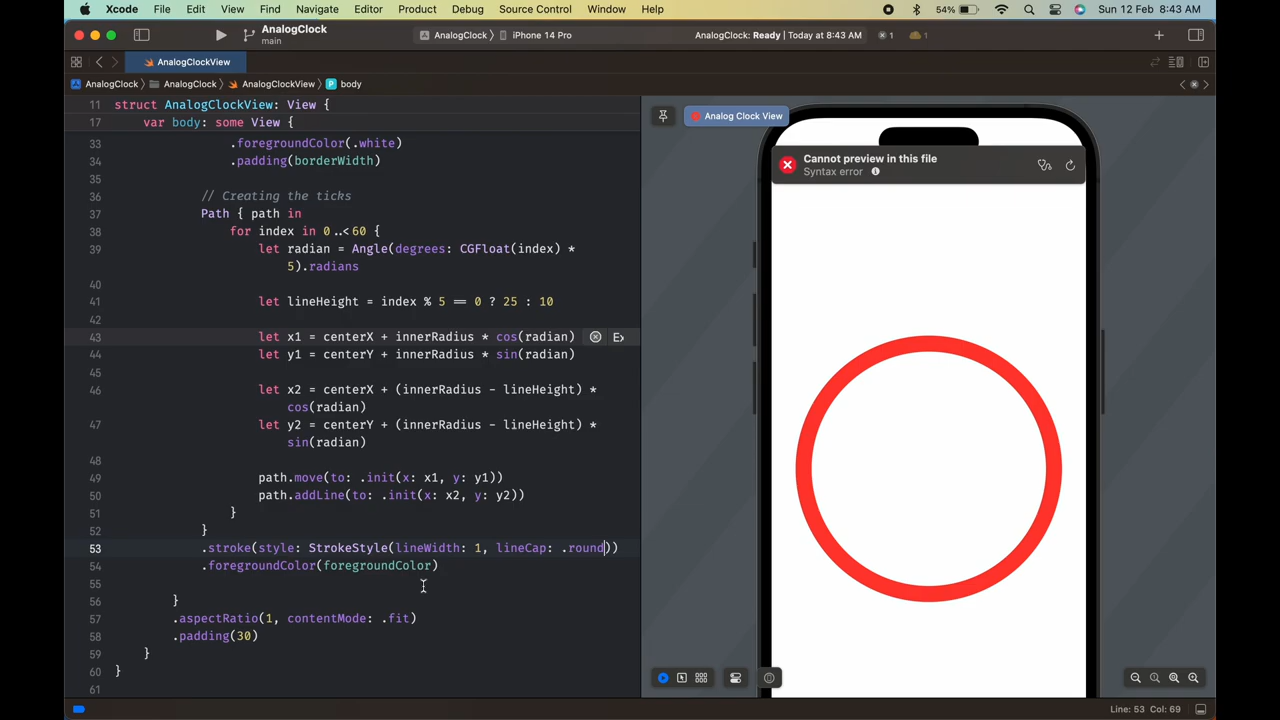 Xcode File Edit View Find Navigate Editor Product Debug Source Control Window Help 54% Sun 12 Feb 8:43 AM
AnalogClock
main
AnalogClock 〉 iPhone 14 Pro
AnalogClock: Ready | Today at 8:43 AM 1 1
AnalogClockView
AnalogClock 〉 AnalogClock 〉 AnalogClockView 〉 P body
11 struct AnalogClockView: View {
17 var body: some View {
33 .foregroundColor(.white)
34 .padding(borderWidth)
35
36 // Creating the ticks
37 Path { path in
38 for index in 0..<60 {
39 let radian = Angle(degrees: CGFloat(index) *
5).radians
40
41 let lineHeight = index % 5 == 0 ? 25 : 10
42
43 let x1 = centerX + innerRadius * cos(radian)
44 let y1 = centerY + innerRadius * sin(radian)
45
46 let x2 = centerX + (innerRadius - lineHeight) *
cos(radian)
47 let y2 = centerY + (innerRadius - lineHeight) *
sin(radian)
48
49 path.move(to: .init(x: x1, y: y1))
50 path.addLine(to: .init(x: x2, y: y2))
51 }
52 }
53 .stroke(style: StrokeStyle(lineWidth: 1, lineCap: .round))
54 .foregroundColor(foregroundColor)
55
56 }
57 .aspectRatio(1, contentMode: .fit)
58 .padding(30)
59 }
60 }
61
Analog Clock View
Cannot preview in this file
Syntax error
Line: 53 Col: 69